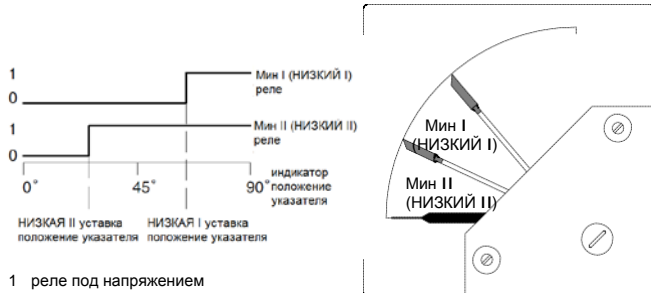 1
0
Мин I (НИЗКИЙ I)
реле
1
0
Мин II (НИЗКИЙ II)
реле
0°
45°
90°
индикатор
положение
указателя
НИЗКАЯ II уставка
положение указателя
НИЗКАЯ I уставка
положение указателя
1 реле под напряжением
Мин I
(НИЗКИЙ I)
Мин II
(НИЗКИЙ II)